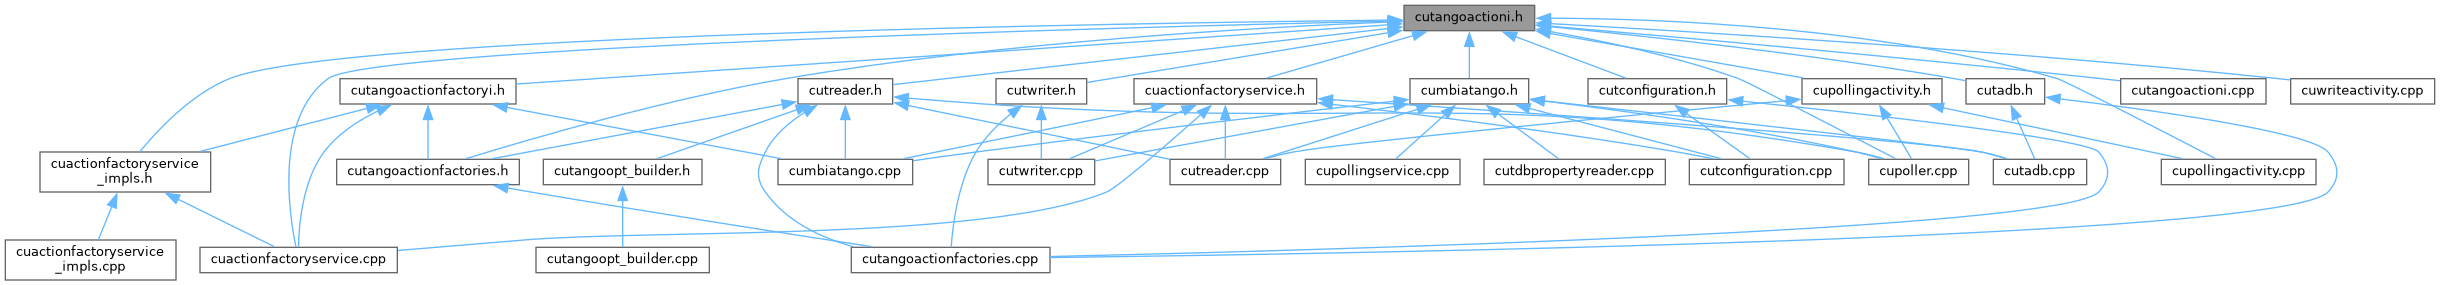 cutangoactioni.h
cutangoactionfactoryi.h
cutreader.h
cutwriter.h
cuactionfactoryservice.h
cumbiatango.h
cutconfiguration.h
cupollingactivity.h
cutadb.h
cutangoactioni.cpp
cuwriteactivity.cpp
cuactionfactoryservice
_impls.h
cutangoactionfactories.h
cutangoopt_builder.h
cumbiatango.cpp
cutwriter.cpp
cutreader.cpp
cupollingservice.cpp
cutdbpropertyreader.cpp
cutconfiguration.cpp
cupoller.cpp
cutadb.cpp
cupollingactivity.cpp
cuactionfactoryservice
_impls.cpp
cuactionfactoryservice.cpp
cutangoopt_builder.cpp
cutangoactionfactories.cpp